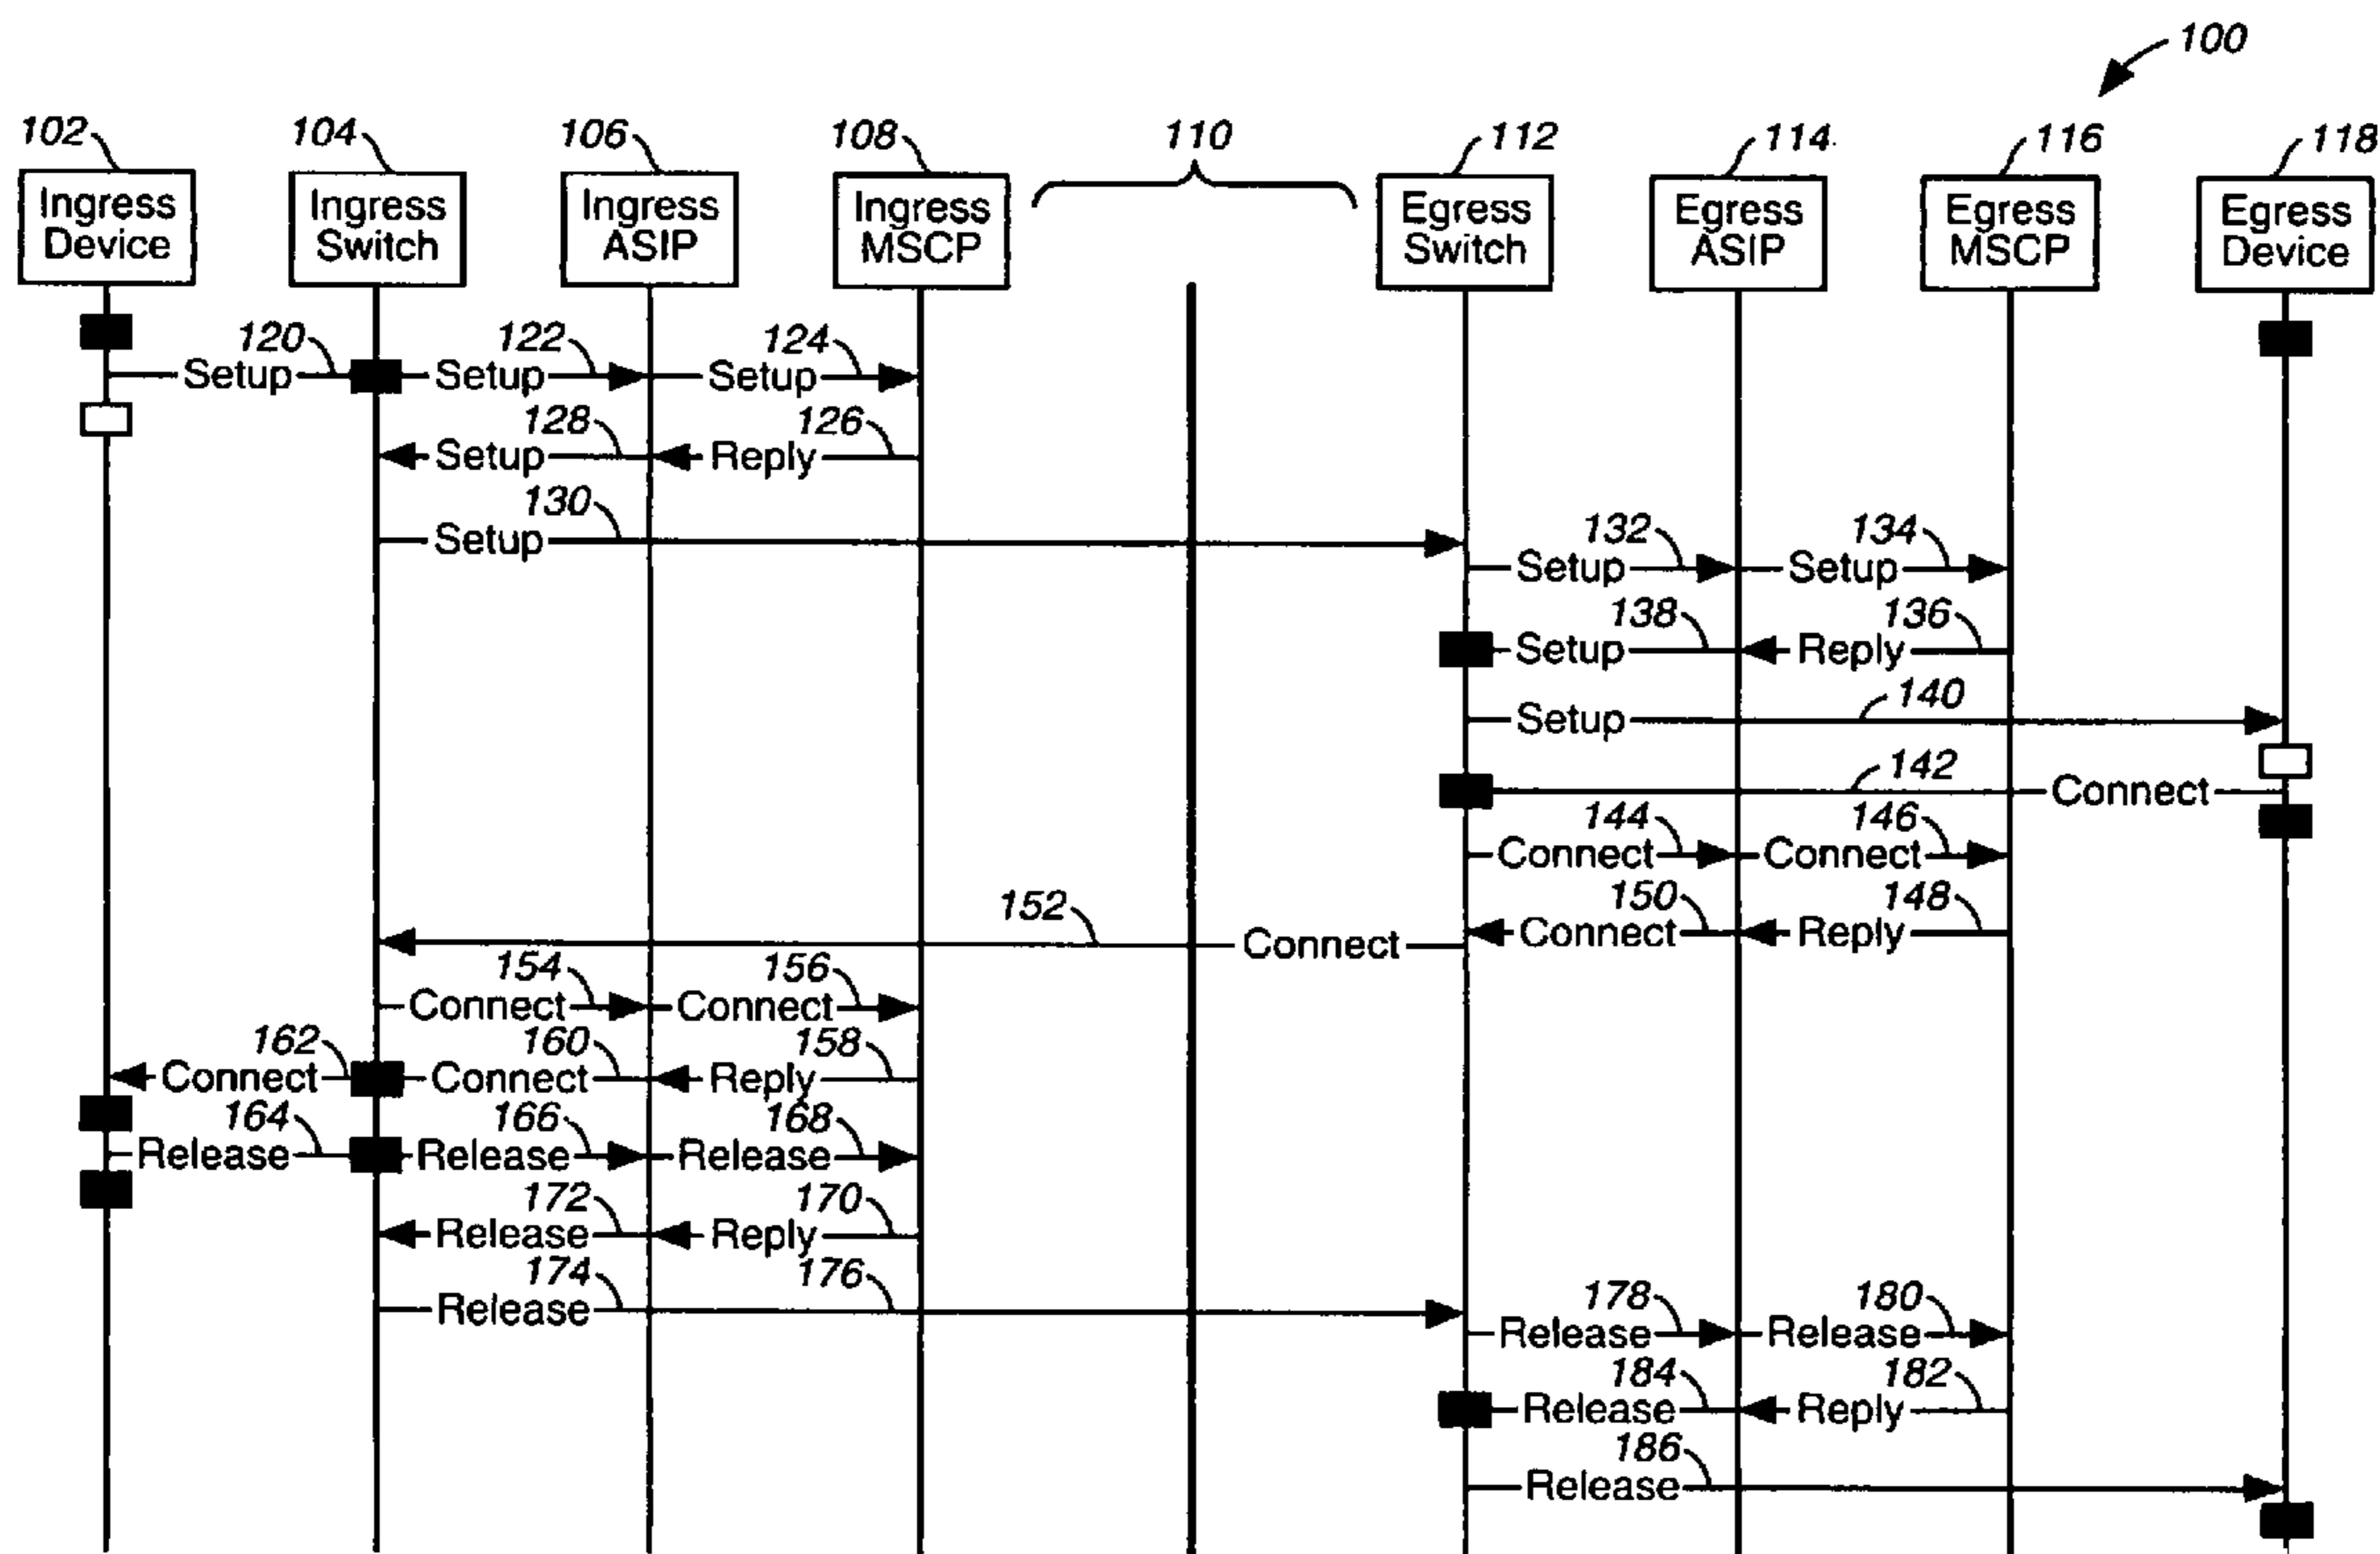 100
102 104 106 108 110 112 114 116 118
Ingress Device
Ingress Switch
Ingress ASIP
Ingress MSCP
Egress Switch
Egress ASIP
Egress MSCP
Egress Device
120 122 124
Setup Setup Setup
128 126
Setup Reply
130
Setup
132 134
Setup Setup
138 136
Setup Reply
140
Setup
142
Connect
144 146
Connect Connect
150 148
Connect Reply
152
Connect
154 156
Connect Connect
162 160 158
Connect Connect Reply
164 166 168
Release Release Release
172 170
Release Reply
174 176
Release
178 180
Release Release
184 182
Release Reply
186
Release